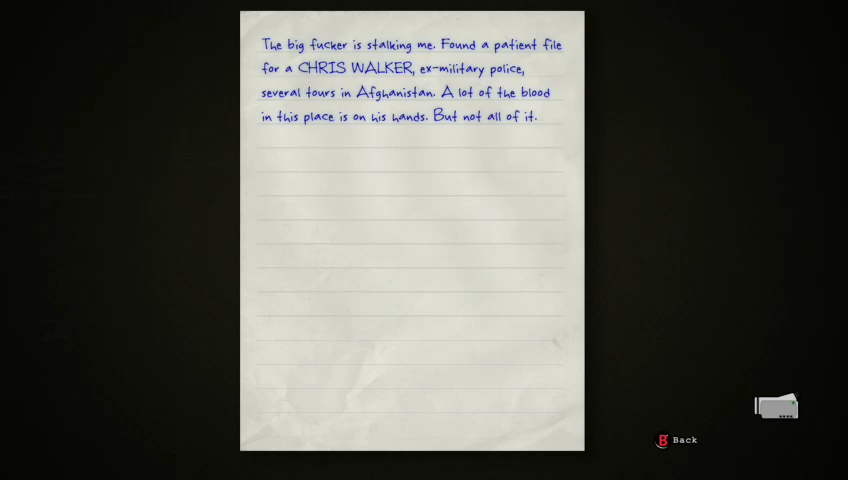 The big fucker is stalking me. Found a patient file
for a CHRIS WALKER, ex-military police,
several tours in Afghanistan. A lot of the blood
in this place is on his hands. But not all of it.
B Back